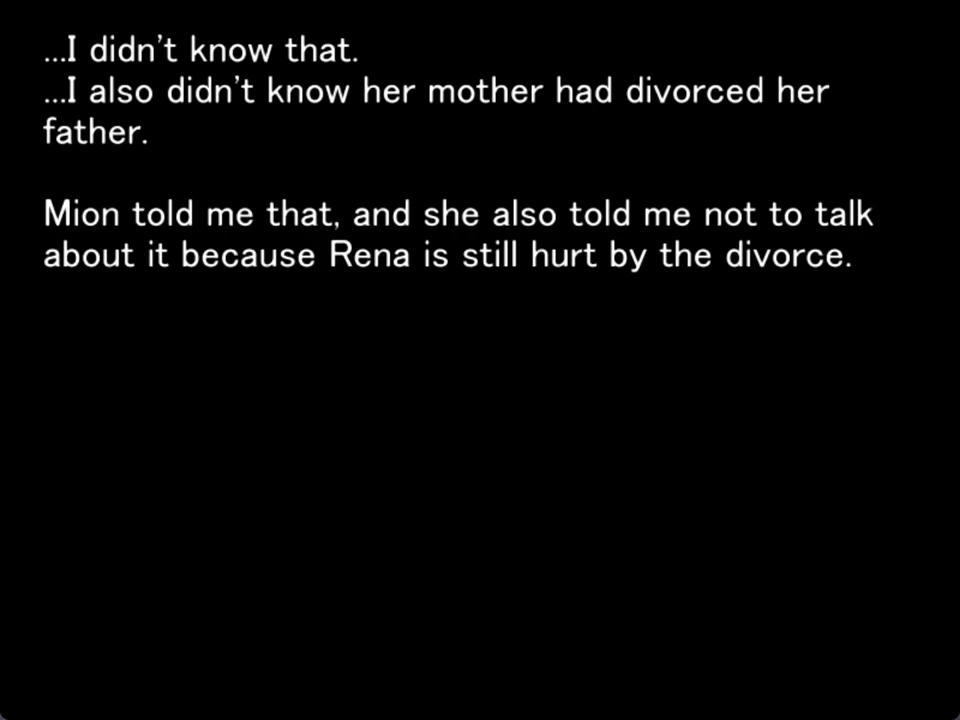 ...I didn't know that.
...I also didn't know her mother had divorced her
father.
Mion told me that, and she also told me not to talk
about it because Rena is still hurt by the divorce.